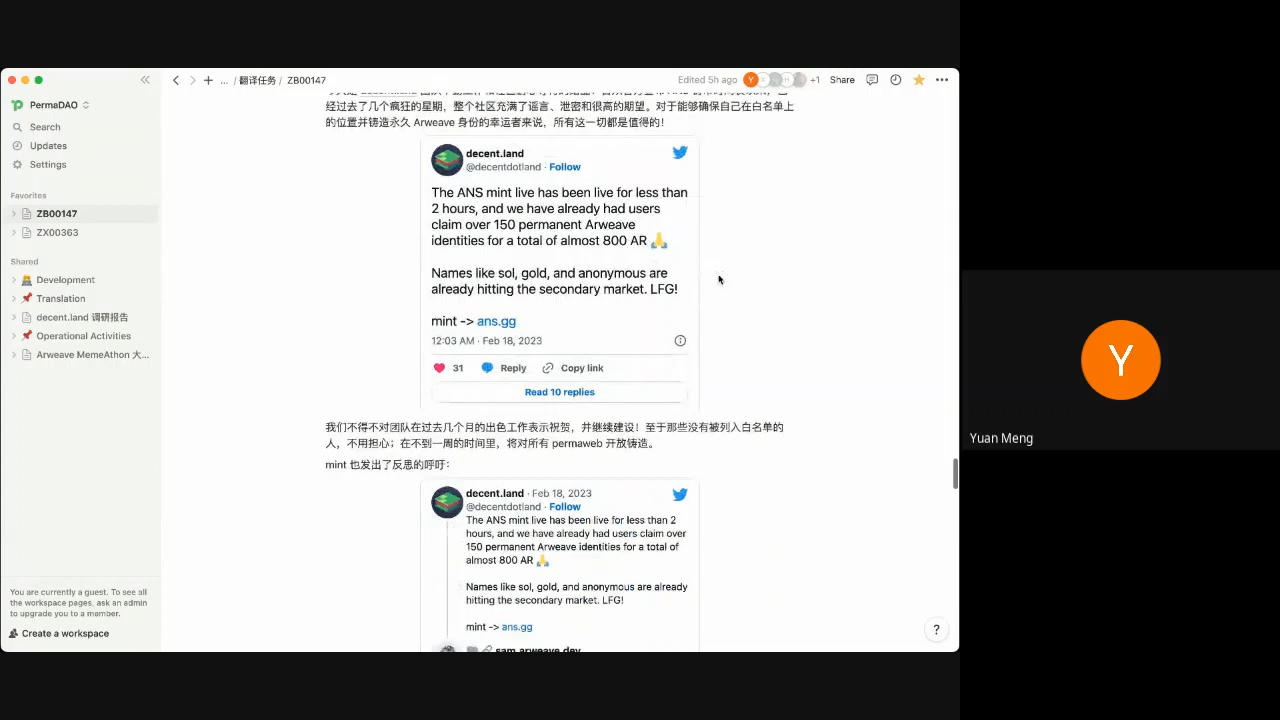 ... / 翻译任务 / ZB00147
Edited 5h ago
Y
+1
Share
PermaDAO
Search
Updates
Settings
Favorites
ZB00147
ZX00363
Shared
Development
Translation
decent.land 调研报告
Operational Activities
Arweave MemeAthon 大...
You are currently a guest. To see all
the workspace pages, ask an admin
to upgrade you to a member.
Create a workspace
经过去了几个疯狂的星期，整个社区充满了谣言、泄密和很高的期望。对于能够确保自己在白名单上
的位置并铸造永久 Arweave 身份的幸运者来说，所有这一切都是值得的！
decent.land
@decentdotland · Follow
The ANS mint live has been live for less than
2 hours, and we have already had users
claim over 150 permanent Arweave
identities for a total of almost 800 AR 🙏
Names like sol, gold, and anonymous are
already hitting the secondary market. LFG!
mint -> ans.gg
12:03 AM · Feb 18, 2023
31 Reply Copy link
Read 10 replies
我们不得不对团队在过去几个月的出色工作表示祝贺，并继续建设！至于那些没有被列入白名单的
人，不用担心；在不到一周的时间里，将对所有 permaweb 开放铸造。
mint 也发出了反思的呼吁：
decent.land · Feb 18, 2023
@decentdotland · Follow
The ANS mint live has been live for less than 2
hours, and we have already had users claim over
150 permanent Arweave identities for a total of
almost 800 AR 🙏
Names like sol, gold, and anonymous are already
hitting the secondary market. LFG!
mint -> ans.gg
sam.arweave.dev
?
Y
Yuan Meng